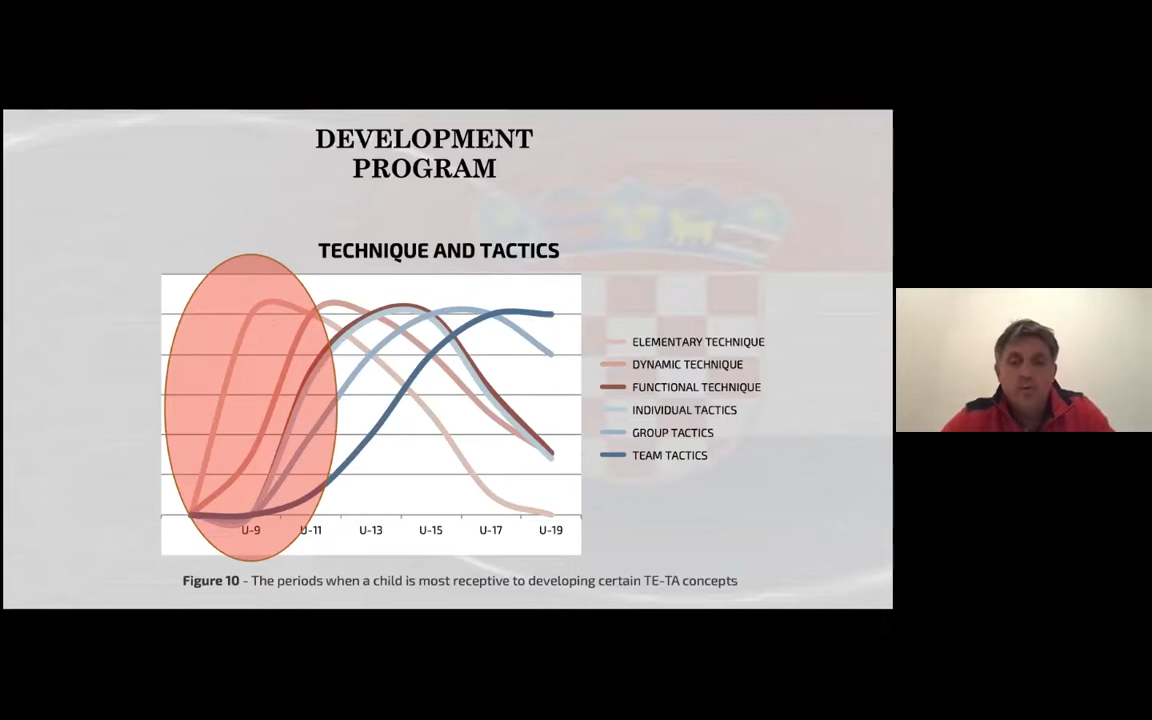 DEVELOPMENT
PROGRAM
TECHNIQUE AND TACTICS
ELEMENTARY TECHNIQUE
DYNAMIC TECHNIQUE
FUNCTIONAL TECHNIQUE
INDIVIDUAL TACTICS
GROUP TACTICS
TEAM TACTICS
U-9 U-11 U-13 U-15 U-17 U-19
Figure 10 - The periods when a child is most receptive to developing certain TE-TA concepts